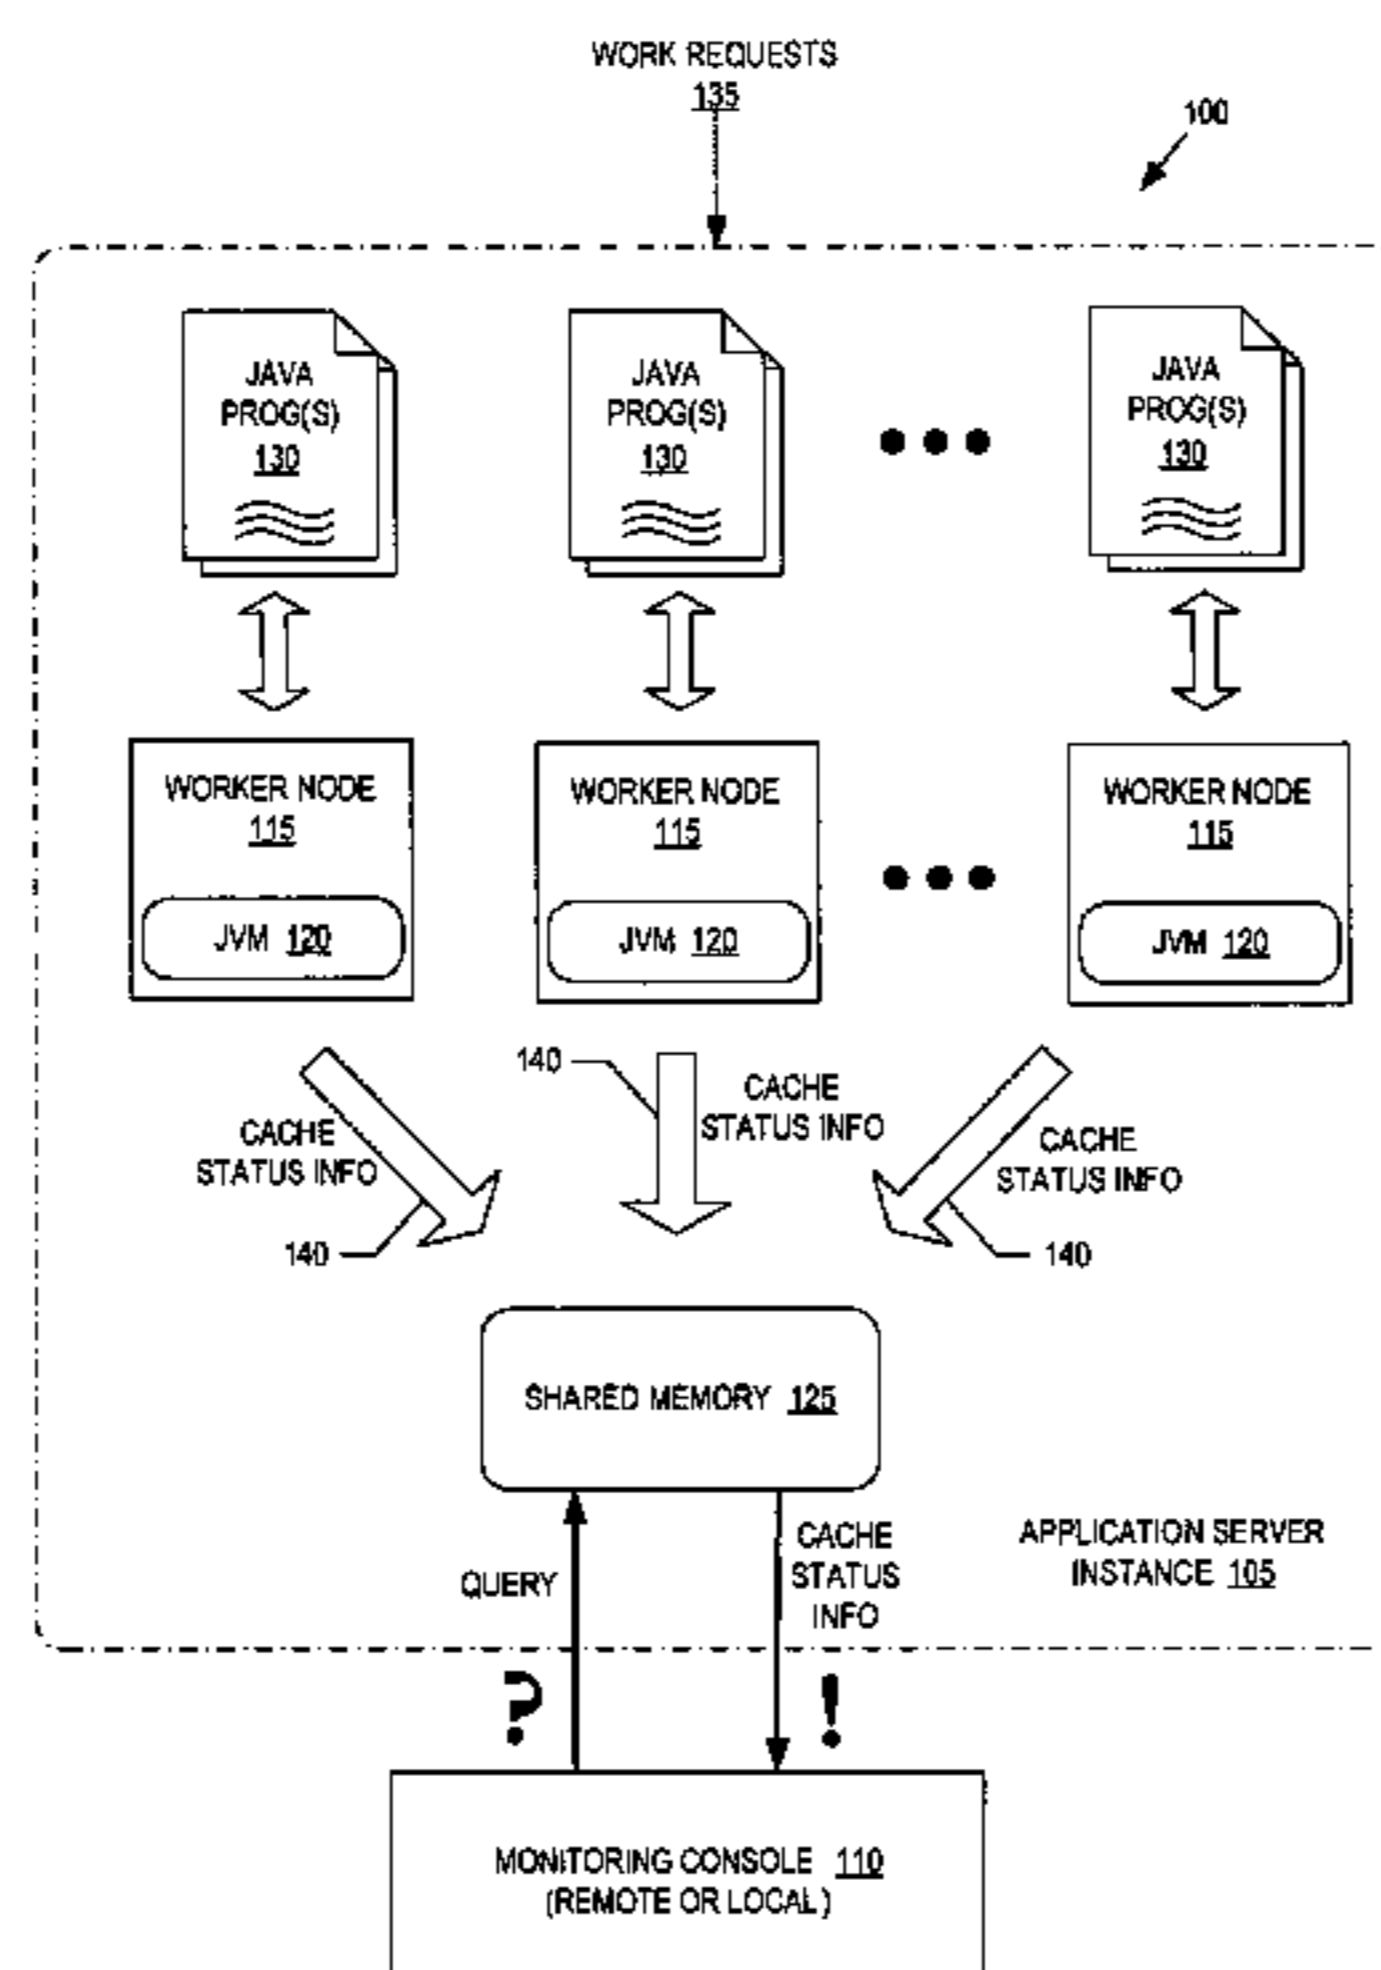 WORK REQUESTS
135
100
JAVA
PROG(S)
130
JAVA
PROG(S)
130
JAVA
PROG(S)
130
WORKER NODE
115
JVM 120
WORKER NODE
115
JVM 120
WORKER NODE
115
JVM 120
CACHE
STATUS INFO
140
140
CACHE
STATUS INFO
CACHE
STATUS INFO
140
SHARED MEMORY 125
QUERY
CACHE
STATUS
INFO
APPLICATION SERVER
INSTANCE 105
?
!
MONITORING CONSOLE 110
(REMOTE OR LOCAL)